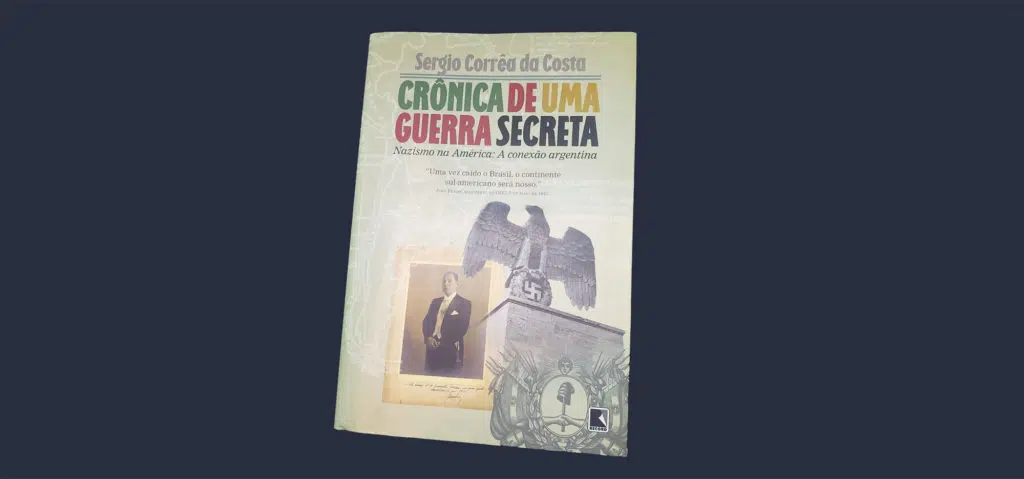 Sergio Corrêa da Costa
CRÔNICA DE UMA
GUERRA SECRETA
Nazismo na América: A conexão argentina
"Uma vez caído o Brasil, o continente
sul-americano será nosso."
RECORD